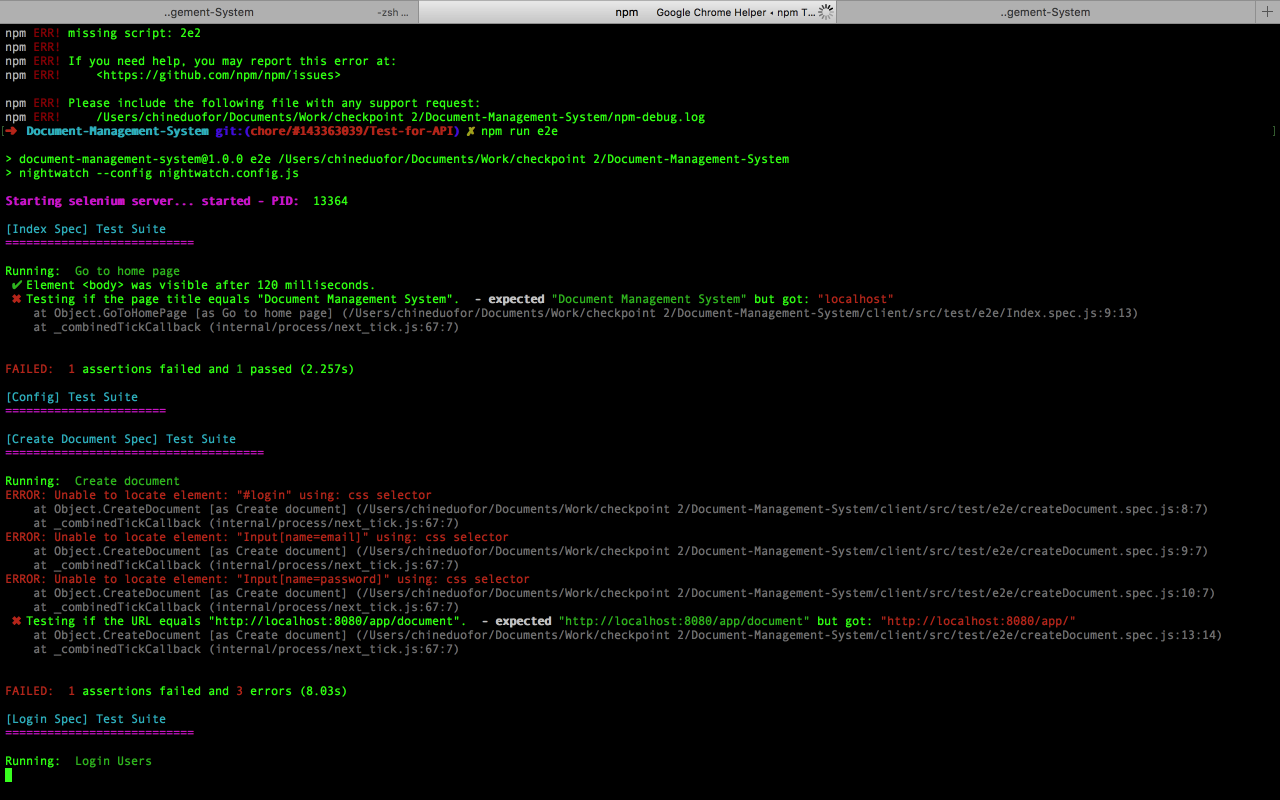 ..gement-System
-zsh ...
npm Google Chrome Helper • npm T...
..gement-System
npm ERR! missing script: 2e2
npm ERR!
npm ERR! If you need help, you may report this error at:
npm ERR!     <https://github.com/npm/npm/issues>
npm ERR! Please include the following file with any support request:
npm ERR!     /Users/chineduofor/Documents/Work/checkpoint 2/Document-Management-System/npm-debug.log
[➜  Document-Management-System git:(chore/#143363039/Test-for-API) ✗ npm run e2e ]
> document-management-system@1.0.0 e2e /Users/chineduofor/Documents/Work/checkpoint 2/Document-Management-System
> nightwatch --config nightwatch.config.js
Starting selenium server... started - PID:  13364
[Index Spec] Test Suite
===========================
Running:  Go to home page
✔ Element <body> was visible after 120 milliseconds.
✖ Testing if the page title equals "Document Management System".  - expected "Document Management System" but got: "localhost"
at Object.GoToHomePage [as Go to home page] (/Users/chineduofor/Documents/Work/checkpoint 2/Document-Management-System/client/src/test/e2e/Index.spec.js:9:13)
at _combinedTickCallback (internal/process/next_tick.js:67:7)
FAILED:  1 assertions failed and 1 passed (2.257s)
[Config] Test Suite
=======================
[Create Document Spec] Test Suite
=====================================
Running:  Create document
ERROR: Unable to locate element: "#login" using: css selector
at Object.CreateDocument [as Create document] (/Users/chineduofor/Documents/Work/checkpoint 2/Document-Management-System/client/src/test/e2e/createDocument.spec.js:8:7)
at _combinedTickCallback (internal/process/next_tick.js:67:7)
ERROR: Unable to locate element: "Input[name=email]" using: css selector
at Object.CreateDocument [as Create document] (/Users/chineduofor/Documents/Work/checkpoint 2/Document-Management-System/client/src/test/e2e/createDocument.spec.js:9:7)
at _combinedTickCallback (internal/process/next_tick.js:67:7)
ERROR: Unable to locate element: "Input[name=password]" using: css selector
at Object.CreateDocument [as Create document] (/Users/chineduofor/Documents/Work/checkpoint 2/Document-Management-System/client/src/test/e2e/createDocument.spec.js:10:7)
at _combinedTickCallback (internal/process/next_tick.js:67:7)
✖ Testing if the URL equals "http://localhost:8080/app/document".  - expected "http://localhost:8080/app/document" but got: "http://localhost:8080/app/"
at Object.CreateDocument [as Create document] (/Users/chineduofor/Documents/Work/checkpoint 2/Document-Management-System/client/src/test/e2e/createDocument.spec.js:13:14)
at _combinedTickCallback (internal/process/next_tick.js:67:7)
FAILED:  1 assertions failed and 3 errors (8.03s)
[Login Spec] Test Suite
===========================
Running:  Login Users